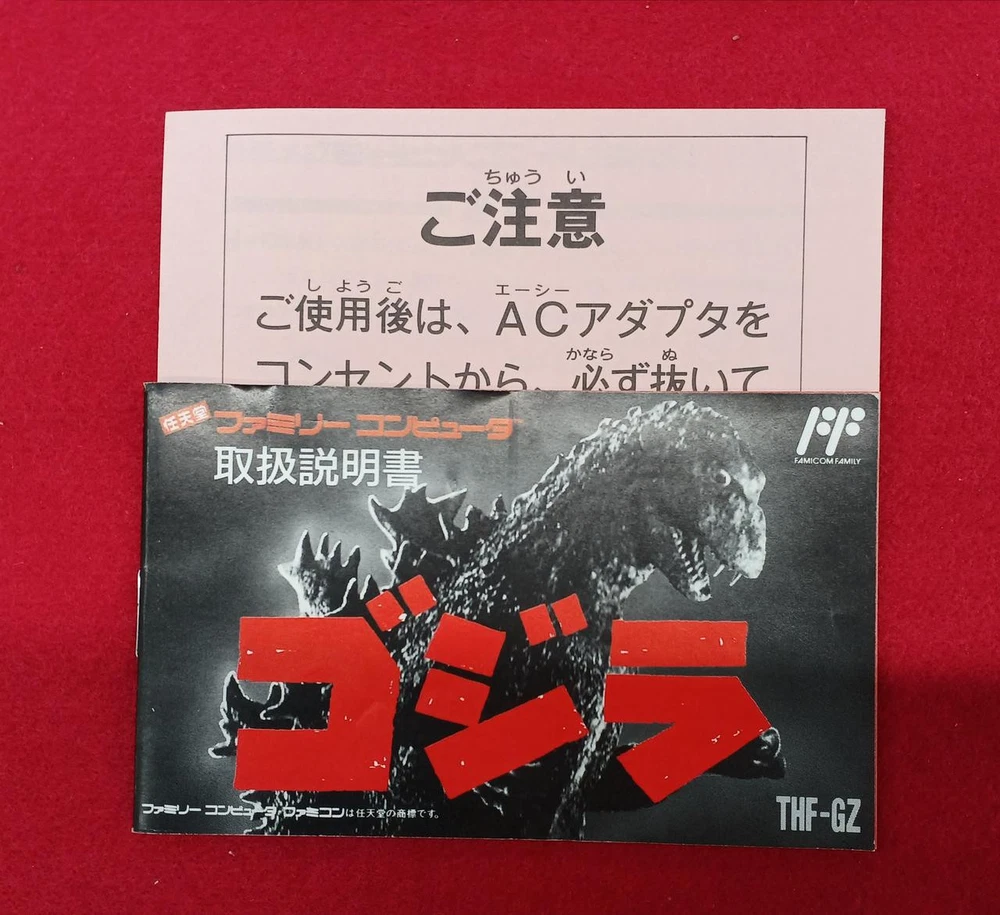 ちゅう い
ご注意
し よう ご エーシー
ご使用後は、ACアダプタを
かなら ぬ
コンセントから、必ず抜いて
任天堂 ファミリー コンピュータ
FAMICOM FAMILY
取扱説明書
ゴジラ
ファミリー コンピュータ・ファミコンは任天堂の商標です。
THF-GZ